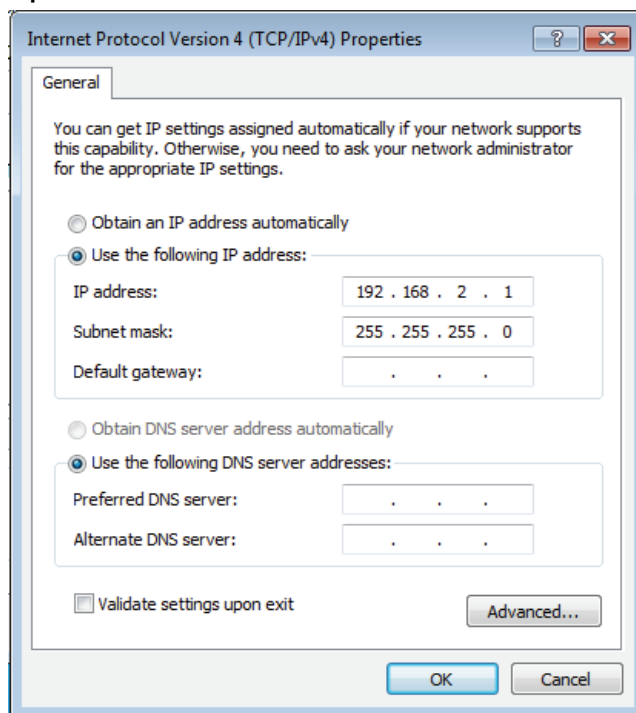 Internet Protocol Version 4 (TCP/IPv4) Properties
General
You can get IP settings assigned automatically if your network supports
this capability. Otherwise, you need to ask your network administrator
for the appropriate IP settings.
Obtain an IP address automatically
Use the following IP address:
IP address: 192 . 168 . 2 . 1
Subnet mask: 255 . 255 . 255 . 0
Default gateway: . . .
Obtain DNS server address automatically
Use the following DNS server addresses:
Preferred DNS server: . . .
Alternate DNS server: . . .
Validate settings upon exit
Advanced...
OK Cancel